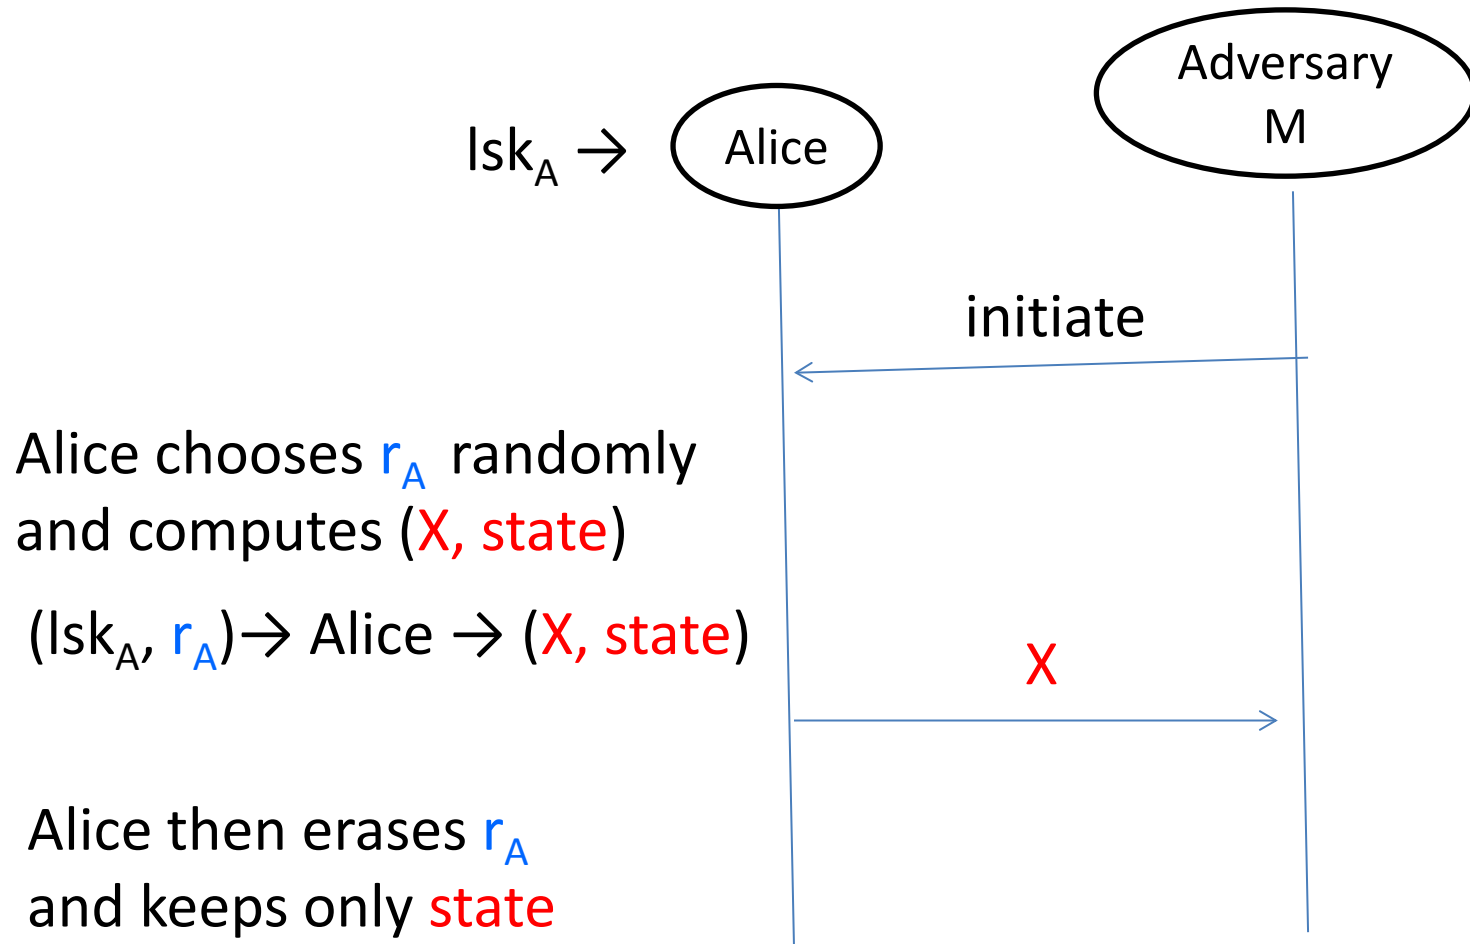 Adversary
M
lsk_A → Alice
initiate
Alice chooses r_A randomly
and computes (X, state)
(lsk_A, r_A)→ Alice → (X, state)
X
Alice then erases r_A
and keeps only state